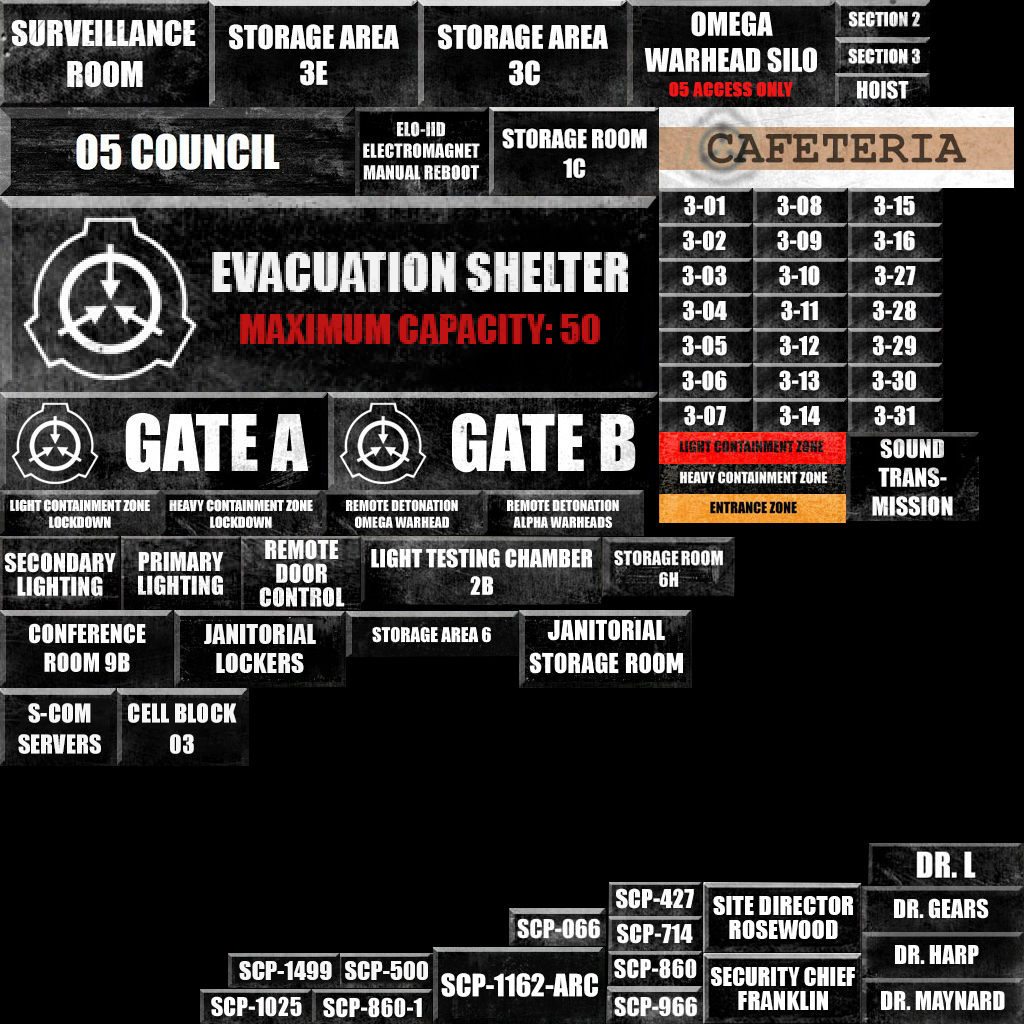 SURVEILLANCE
ROOM
STORAGE AREA
3E
STORAGE AREA
3C
OMEGA
WARHEAD SILO
05 ACCESS ONLY
SECTION 2
SECTION 3
HOIST
05 COUNCIL
ELO-IID
ELECTROMAGNET
MANUAL REBOOT
STORAGE ROOM
1C
CAFETERIA
EVACUATION SHELTER
MAXIMUM CAPACITY: 50
3-01
3-08
3-15
3-02
3-09
3-16
3-03
3-10
3-27
3-04
3-11
3-28
3-05
3-12
3-29
3-06
3-13
3-30
3-07
3-14
3-31
GATE A
GATE B
LIGHT CONTAINMENT ZONE
HEAVY CONTAINMENT ZONE
ENTRANCE ZONE
SOUND
TRANS-
MISSION
LIGHT CONTAINMENT ZONE
LOCKDOWN
HEAVY CONTAINMENT ZONE
LOCKDOWN
REMOTE DETONATION
OMEGA WARHEAD
REMOTE DETONATION
ALPHA WARHEADS
SECONDARY
LIGHTING
PRIMARY
LIGHTING
REMOTE
DOOR
CONTROL
LIGHT TESTING CHAMBER
2B
STORAGE ROOM
6H
CONFERENCE
ROOM 9B
JANITORIAL
LOCKERS
STORAGE AREA 6
JANITORIAL
STORAGE ROOM
S-COM
SERVERS
CELL BLOCK
03
DR. L
SCP-427
SITE DIRECTOR
ROSEWOOD
DR. GEARS
SCP-066
SCP-714
DR. HARP
SCP-1499
SCP-500
SCP-1162-ARC
SCP-860
SECURITY CHIEF
FRANKLIN
SCP-1025
SCP-860-1
SCP-966
DR. MAYNARD